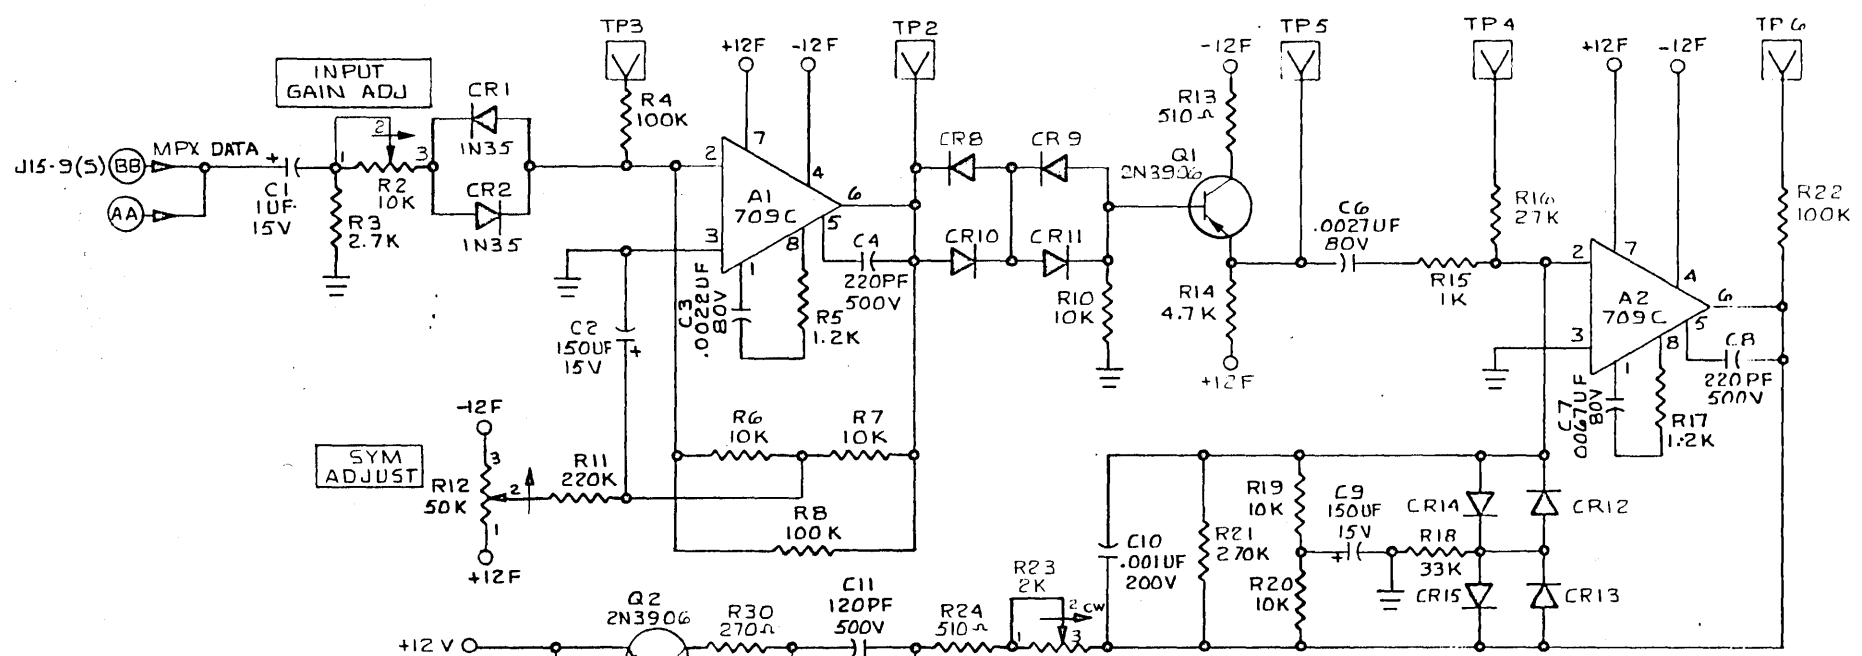 TP3
+12F
-12F
TP2
-12F
TP5
TP4
+12F
-12F
TP6
INPUT
GAIN ADJ
CR1
1N35
R4
100K
7
4
CR8
CR9
R13
510Ω
Q1
2N3906
7
4
J15-9(S)
BB
MPX DATA
AA
+
C1
1UF
15V
1
2
3
R2
10K
R3
2.7K
CR2
1N35
2
3
A1
709C
6
5
8
1
C4
220PF
500V
CR10
CR11
R10
10K
C6
.0027UF
80V
R14
4.7K
+12F
R15
1K
R16
27K
2
3
A2
709C
6
5
8
1
R22
100K
C8
220PF
500V
C2
150UF
15V
+
C3
.0022UF
80V
R5
1.2K
C7
.0067UF
80V
R17
1.2K
-12F
SYM
ADJUST
3
R12
50K
2
1
+12F
R11
220K
R6
10K
R7
10K
R8
100K
C10
.001UF
200V
R21
270K
R19
10K
R20
10K
C9
150UF
15V
+
R18
33K
CR14
CR12
CR15
CR13
+12V
Q2
2N3906
R30
270Ω
C11
120PF
500V
R24
510Ω
R23
2K
2
CW
1
3